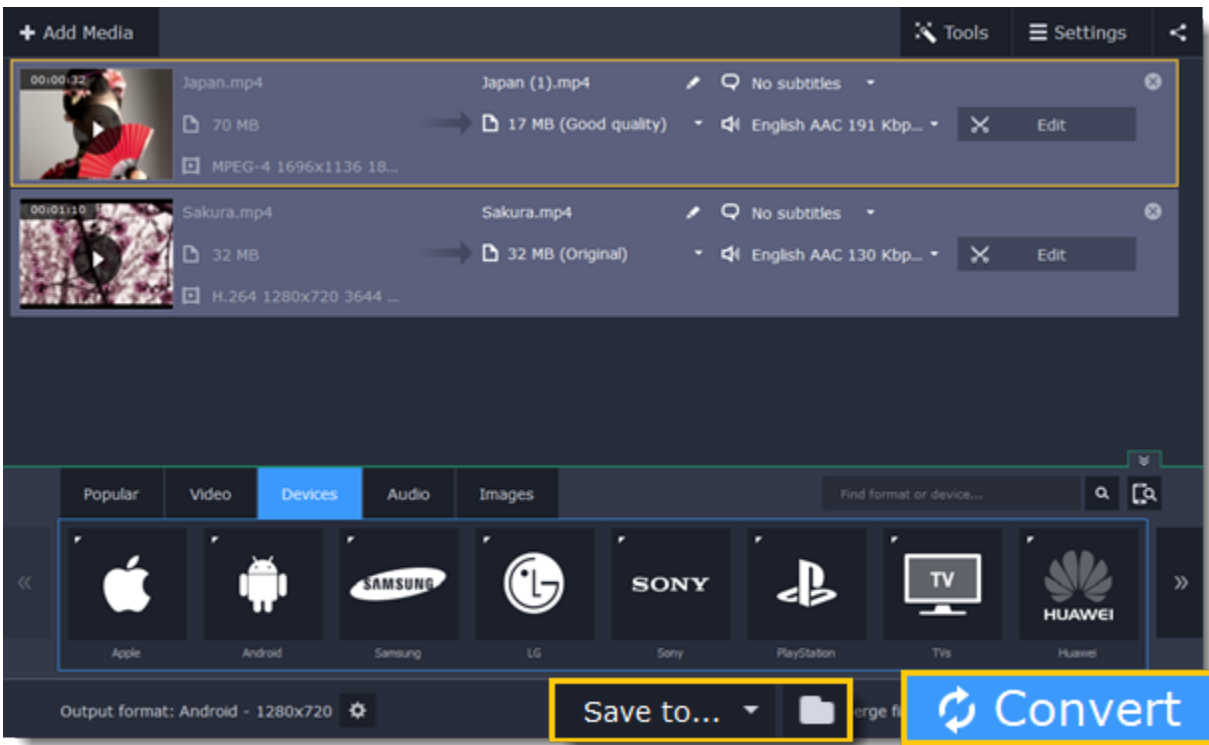 Add Media
Tools
Settings
00:00:32
Japan.mp4
Japan (1).mp4
No subtitles
70 MB
17 MB (Good quality)
English AAC 191 Kbp...
Edit
MPEG-4 1696x1136 18...
00:01:10
Sakura.mp4
Sakura.mp4
No subtitles
32 MB
32 MB (Original)
English AAC 130 Kbp...
Edit
H.264 1280x720 3644 ...
Popular
Video
Devices
Audio
Images
Find format or device...
SAMSUNG
LG
SONY
TV
HUAWEI
Apple
Android
Samsung
LG
Sony
PlayStation
TVs
Huawei
Output format: Android - 1280x720
Save to...
erge fi
Convert